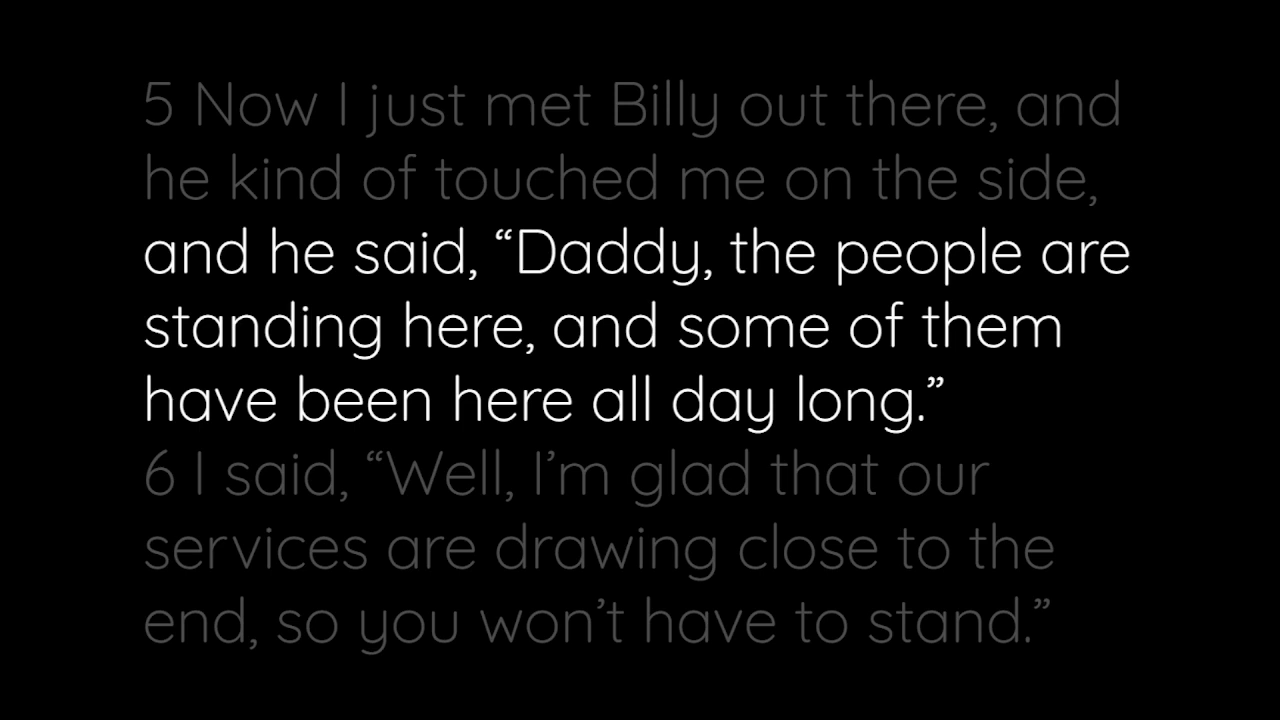 5 Now I just met Billy out there, and
he kind of touched me on the side,
and he said, “Daddy, the people are
standing here, and some of them
have been here all day long.”
6 I said, “Well, I’m glad that our
services are drawing close to the
end, so you won’t have to stand.”